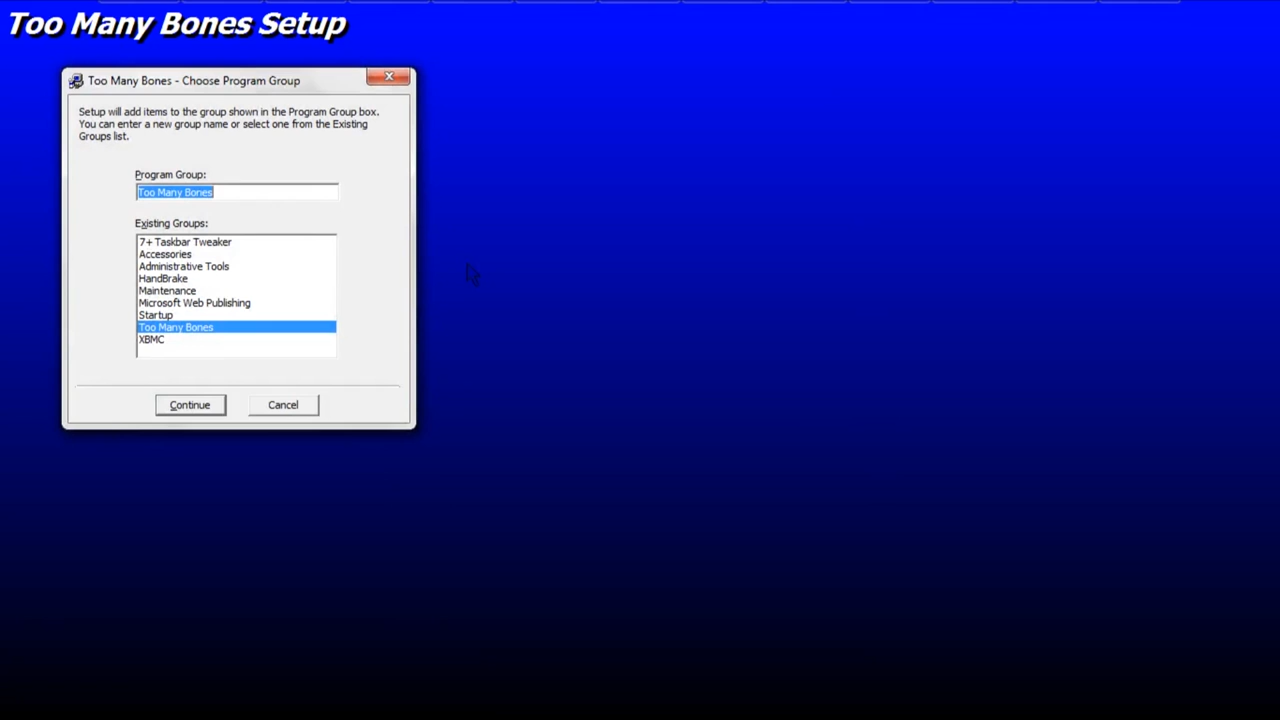 Too Many Bones Setup
Too Many Bones - Choose Program Group
Setup will add items to the group shown in the Program Group box.
You can enter a new group name or select one from the Existing
Groups list.
Program Group:
Too Many Bones
Existing Groups:
7+ Taskbar Tweaker
Accessories
Administrative Tools
HandBrake
Maintenance
Microsoft Web Publishing
Startup
Too Many Bones
XBMC
Continue Cancel